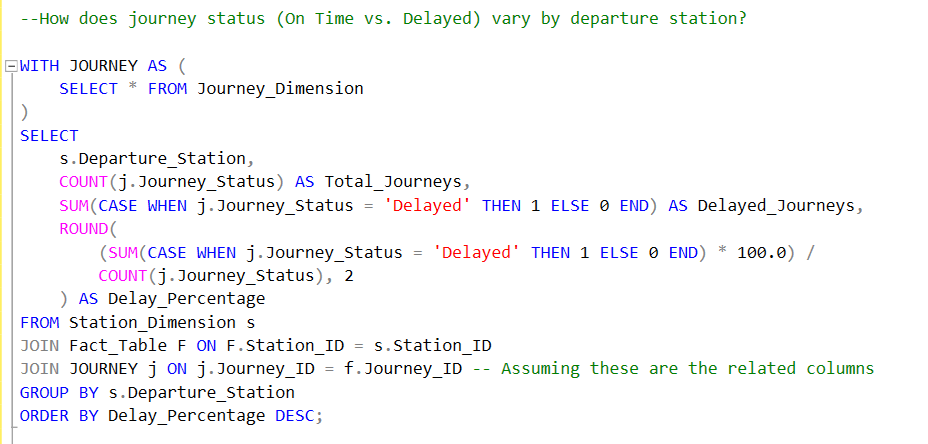 --How does journey status (On Time vs. Delayed) vary by departure station?
WITH JOURNEY AS (
SELECT * FROM Journey_Dimension
)
SELECT
s.Departure_Station,
COUNT(j.Journey_Status) AS Total_Journeys,
SUM(CASE WHEN j.Journey_Status = 'Delayed' THEN 1 ELSE 0 END) AS Delayed_Journeys,
ROUND(
(SUM(CASE WHEN j.Journey_Status = 'Delayed' THEN 1 ELSE 0 END) * 100.0) /
COUNT(j.Journey_Status), 2
) AS Delay_Percentage
FROM Station_Dimension s
JOIN Fact_Table F ON F.Station_ID = s.Station_ID
JOIN JOURNEY j ON j.Journey_ID = f.Journey_ID -- Assuming these are the related columns
GROUP BY s.Departure_Station
ORDER BY Delay_Percentage DESC;